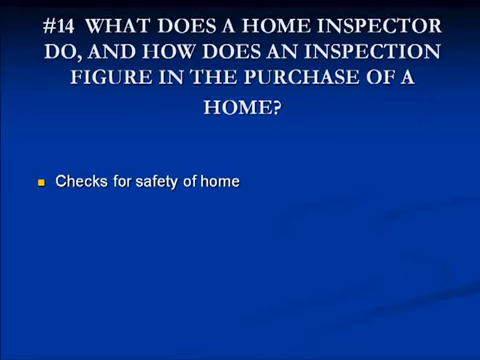 #14 WHAT DOES A HOME INSPECTOR
DO, AND HOW DOES AN INSPECTION
FIGURE IN THE PURCHASE OF A
HOME?
Checks for safety of home